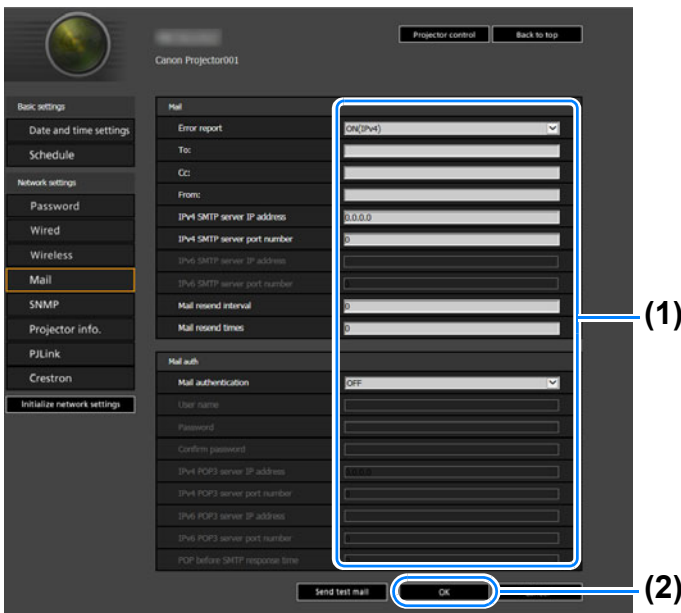 Projector control Back to top
Canon Projector001
Basic settings
Date and time settings
Schedule
Network settings
Password
Wired
Wireless
Mail
SNMP
Projector info.
PJLink
Crestron
Initialize network settings
Mail
Error report ON(IPv4)
To:
Cc:
From:
IPv4 SMTP server IP address 0.0.0.0
IPv4 SMTP server port number 0
IPv6 SMTP server IP address
IPv6 SMTP server port number
Mail resend interval 0
Mail resend times 0
(1)
Mail auth
Mail authentication OFF
User name
Password
Confirm password
IPv4 POP3 server IP address 0.0.0.0
IPv4 POP3 server port number
IPv6 POP3 server IP address
IPv6 POP3 server port number
POP before SMTP response time
Send test mail OK
(2)